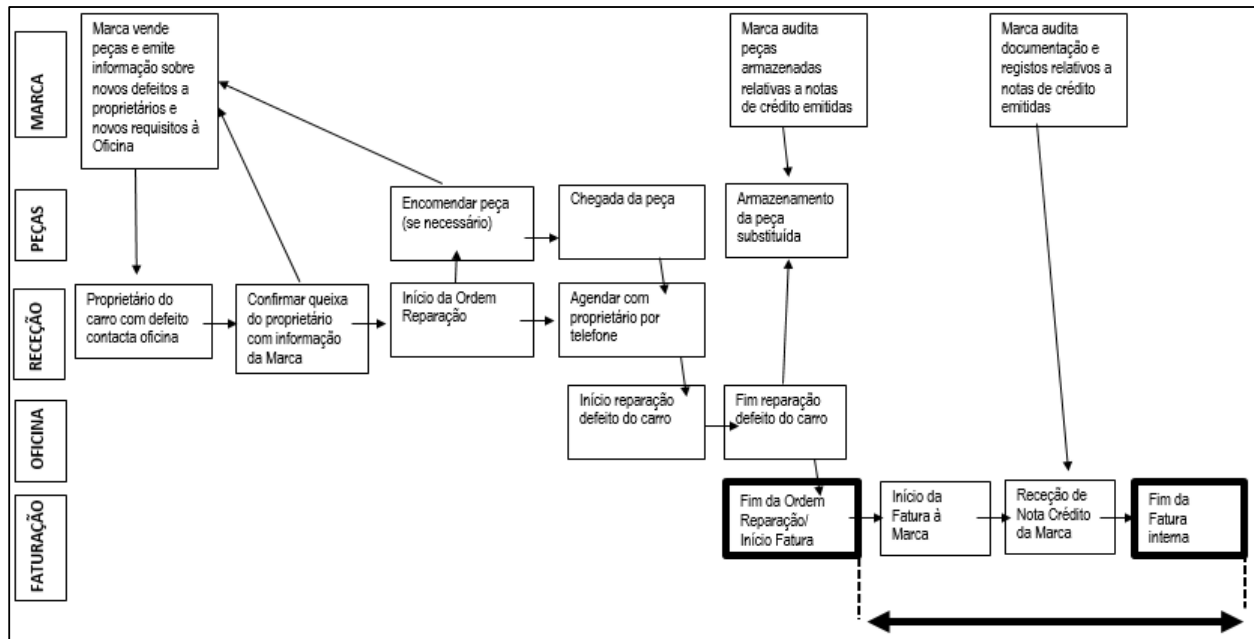 MARCA
Marca vende
peças e emite
informação sobre
novos defeitos a
proprietários e
novos requisitos à
Oficina
Marca audita
peças
armazenadas
relativas a notas
de crédito emitidas
Marca audita
documentação e
registos relativos a
notas de crédito
emitidas
PEÇAS
Encomendar peça
(se necessário)
Chegada da peça
Armazenamento
da peça
substituída
RECEÇÃO
Proprietário do
carro com defeito
contacta oficina
Confirmar queixa
do proprietário
com informação
da Marca
Início da Ordem
Reparação
Agendar com
proprietário por
telefone
OFICINA
Início reparação
defeito do carro
Fim reparação
defeito do carro
FATURAÇÃO
Fim da Ordem
Reparação/
Início Fatura
Início da
Fatura à
Marca
Receção de
Nota Crédito
da Marca
Fim da
Fatura
interna